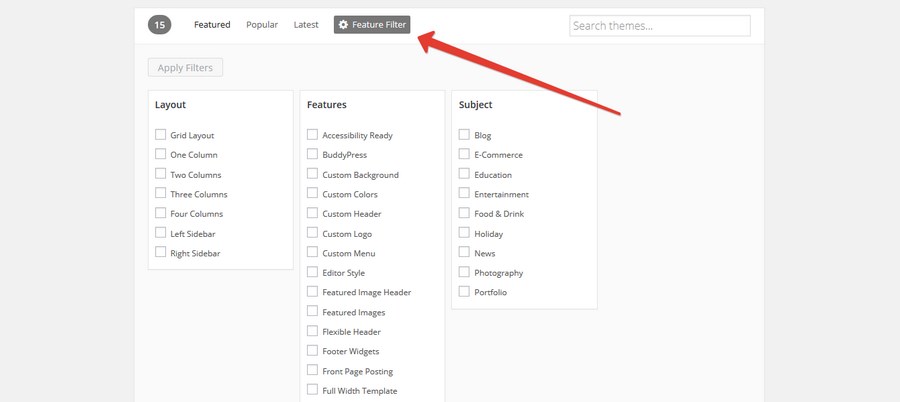 15 Featured Popular Latest Feature Filter Search themes...
Apply Filters
Layout
Grid Layout
One Column
Two Columns
Three Columns
Four Columns
Left Sidebar
Right Sidebar
Features
Accessibility Ready
BuddyPress
Custom Background
Custom Colors
Custom Header
Custom Logo
Custom Menu
Editor Style
Featured Image Header
Featured Images
Flexible Header
Footer Widgets
Front Page Posting
Full Width Template
Subject
Blog
E-Commerce
Education
Entertainment
Food & Drink
Holiday
News
Photography
Portfolio